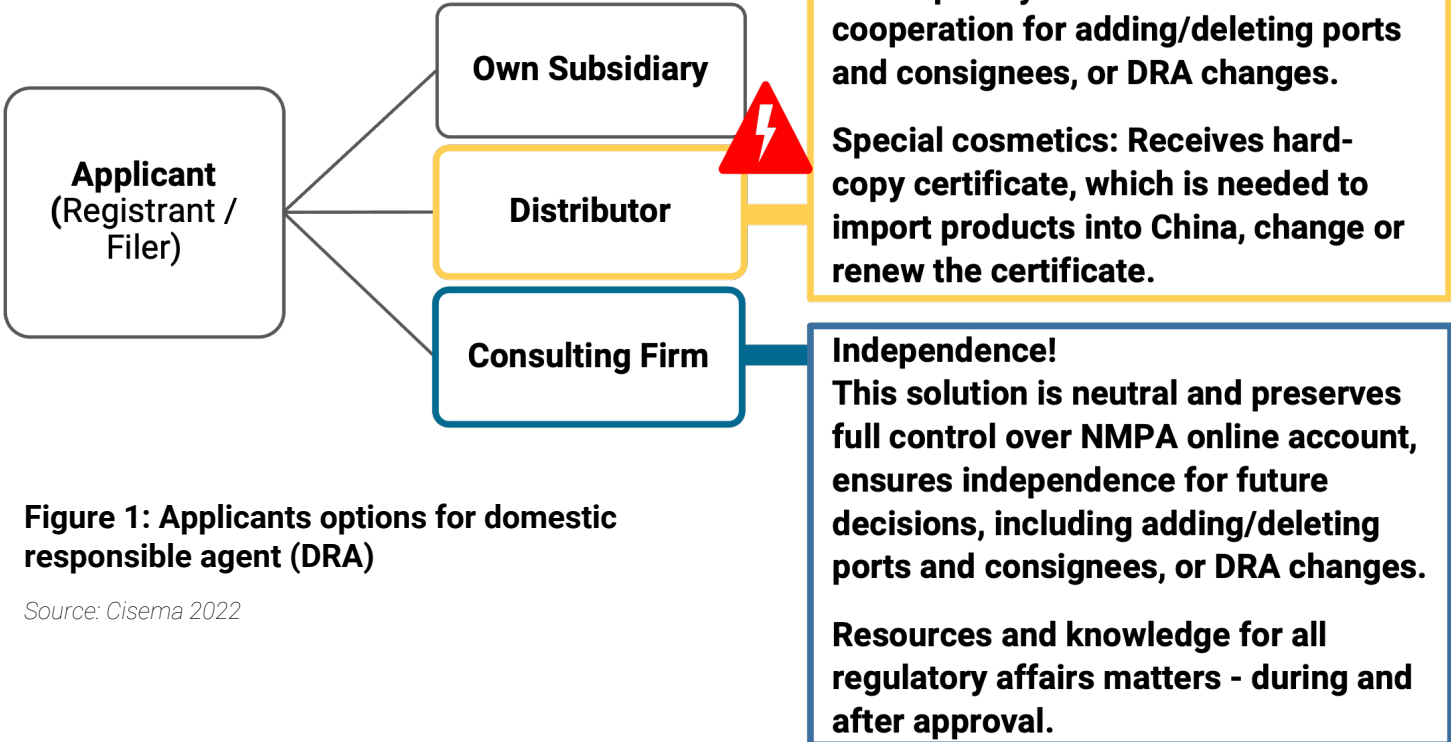 Own Subsidiary
Applicant
(Registrant /
Filer)
Distributor
Consulting Firm
cooperation for adding/deleting ports
and consignees, or DRA changes.
Special cosmetics: Receives hard-
copy certificate, which is needed to
import products into China, change or
renew the certificate.
Independence!
This solution is neutral and preserves
full control over NMPA online account,
ensures independence for future
decisions, including adding/deleting
ports and consignees, or DRA changes.
Resources and knowledge for all
regulatory affairs matters - during and
after approval.
Figure 1: Applicants options for domestic
responsible agent (DRA)
Source: Cisema 2022